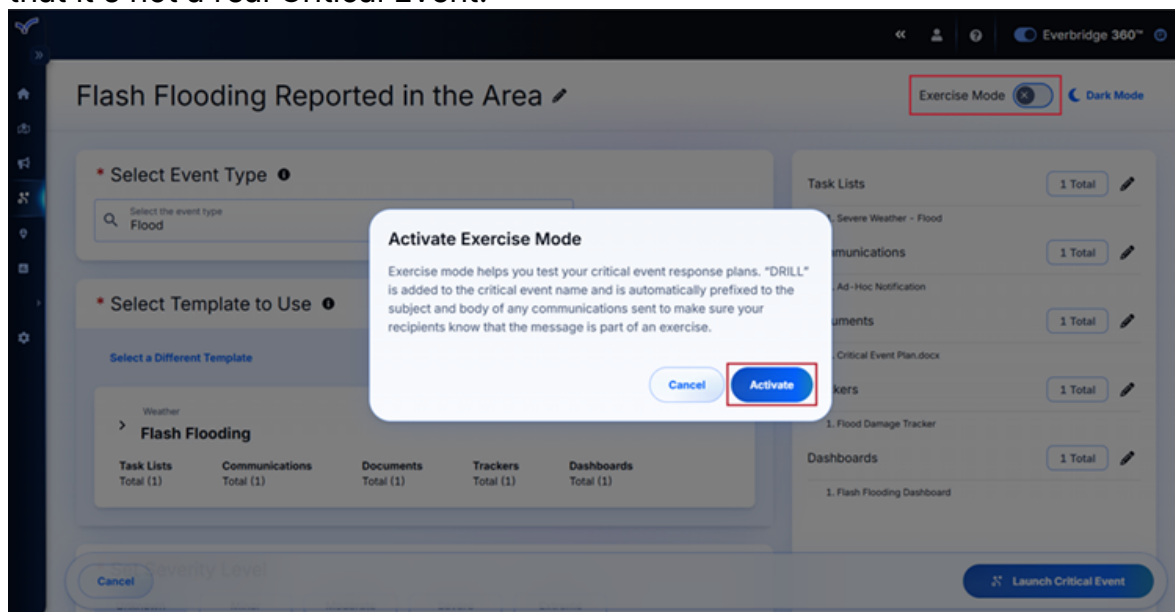 that it's not a real Critical Event.
Everbridge 360™
Flash Flooding Reported in the Area
Exercise Mode
Dark Mode
* Select Event Type
Select the event type
Flood
* Select Template to Use
Select a Different Template
Weather
Flash Flooding
Task Lists Communications Documents Trackers Dashboards
Total (1) Total (1) Total (1) Total (1) Total (1)
Activate Exercise Mode
Exercise mode helps you test your critical event response plans. "DRILL"
is added to the critical event name and is automatically prefixed to the
subject and body of any communications sent to make sure your
recipients know that the message is part of an exercise.
Cancel Activate
Task Lists 1 Total
Severe Weather - Flood
munications 1 Total
Ad-Hoc Notification
uments 1 Total
Critical Event Plan.docx
kers 1 Total
1. Flood Damage Tracker
Dashboards 1 Total
1. Flash Flooding Dashboard
* Set Severity Level
Cancel
Launch Critical Event